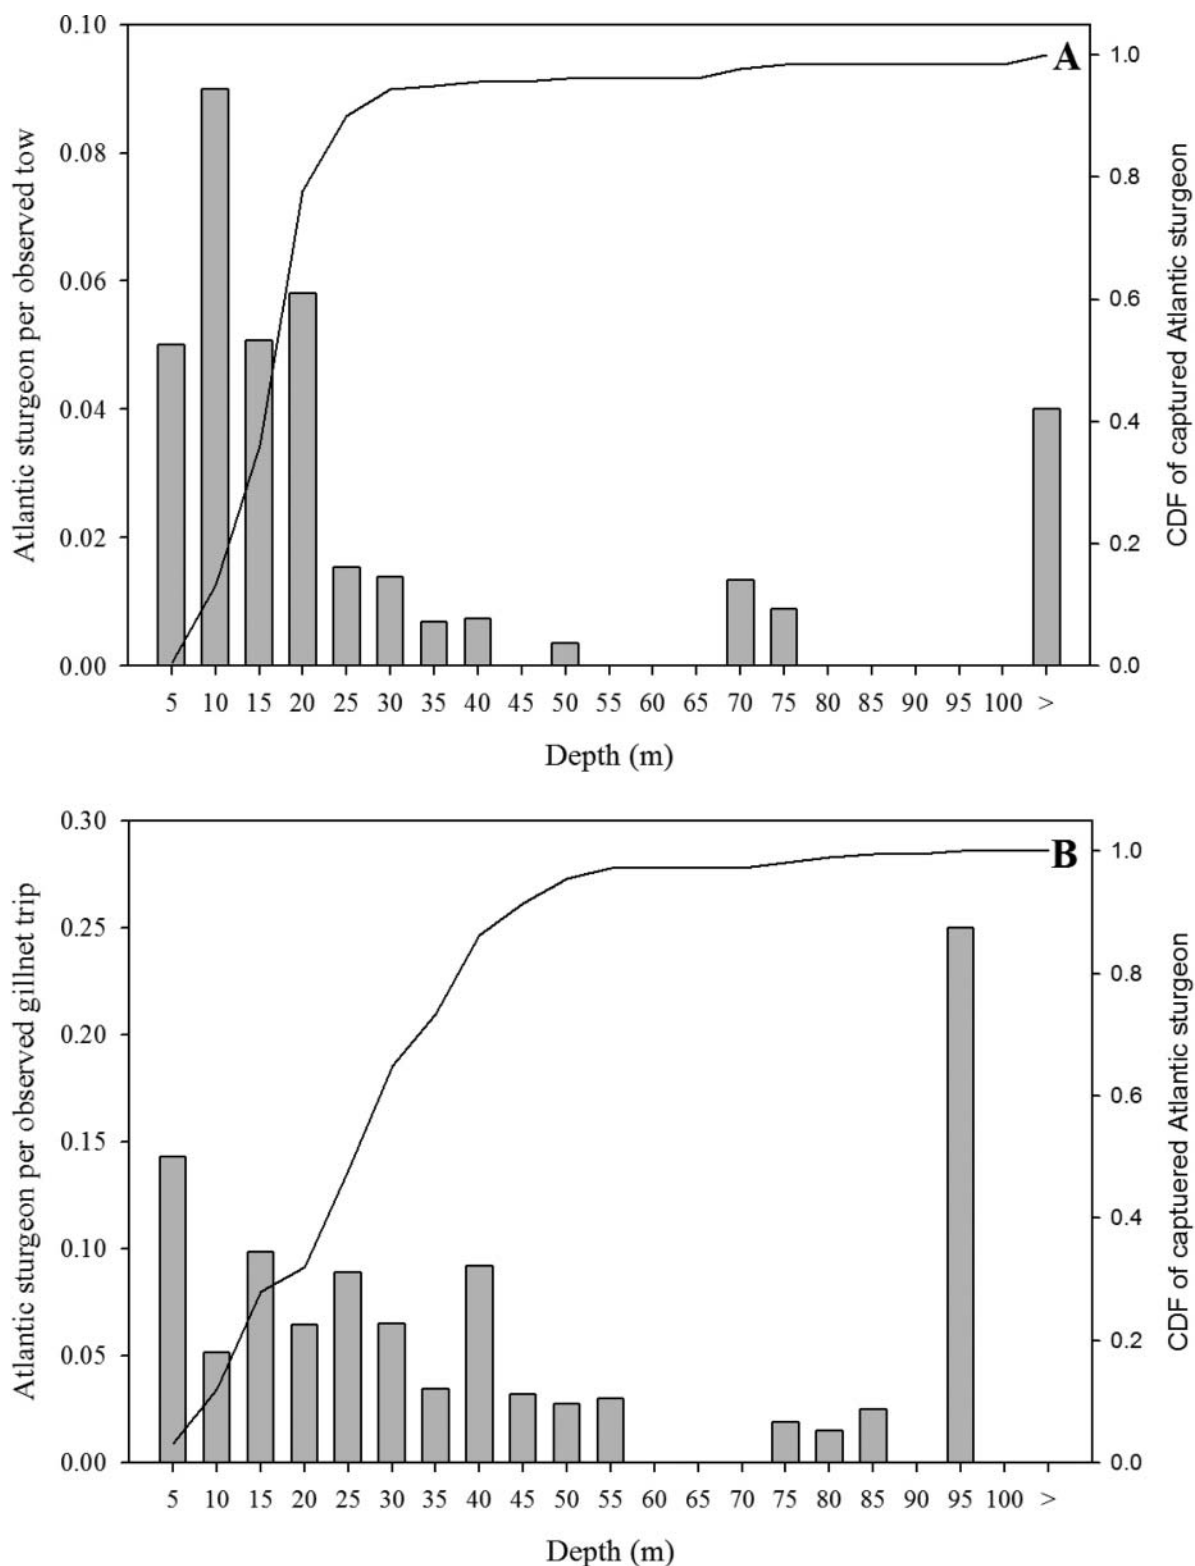 Atlantic sturgeon per observed tow
0.10
0.08
0.06
0.04
0.02
0.00
A
1.0
0.8
0.6
0.4
0.2
0.0
CDF of captured Atlantic sturgeon
5 10 15 20 25 30 35 40 45 50 55 60 65 70 75 80 85 90 95 100 >
Depth (m)
Atlantic sturgeon per observed gillnet trip
0.30
0.25
0.20
0.15
0.10
0.05
0.00
B
1.0
0.8
0.6
0.4
0.2
0.0
CDF of captuered Atlantic sturgeon
5 10 15 20 25 30 35 40 45 50 55 60 65 70 75 80 85 90 95 100 >
Depth (m)